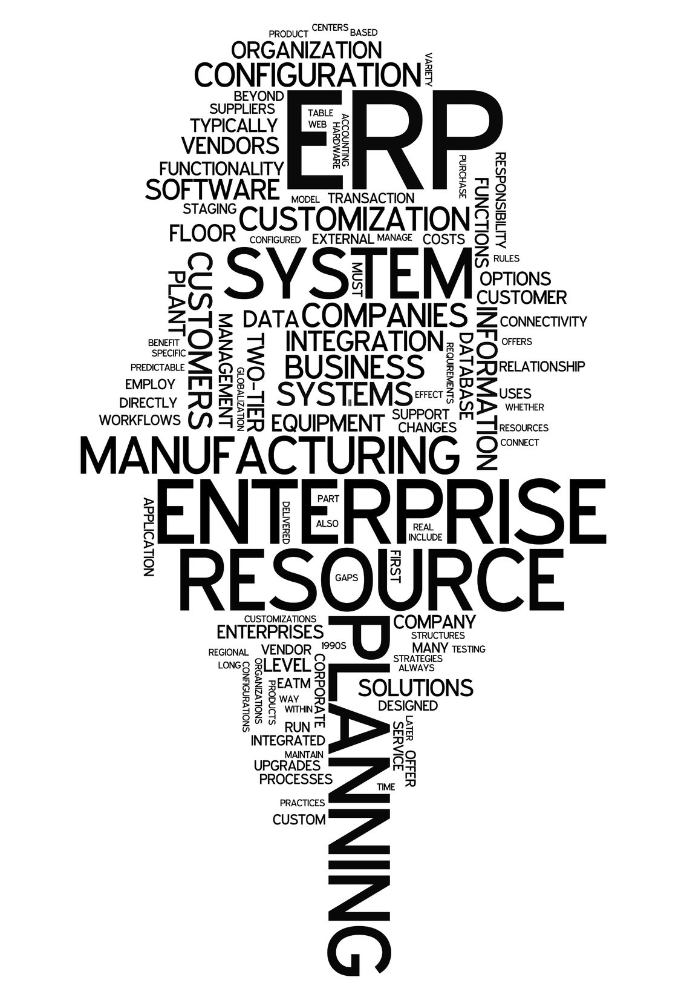 CENTERS
PRODUCT
BASED
ORGANIZATION
VARIETY
CONFIGURATION
BEYOND
ERP
SUPPLIERS
TABLE
WEB
ACCOUNTING
HARDWARE
TYPICALLY
VENDORS
FUNCTIONALITY
PURCHASE
RESPONSIBILITY
FUNCTIONS
SOFTWARE
MODEL
TRANSACTION
STAGING
CUSTOMIZATION
FLOOR
CONFIGURED
EXTERNAL
MANAGE
COSTS
CUSTOMERS
SYSTEM
MUST
RULES
PLANT
OPTIONS
CUSTOMER
DATA
COMPANIES
INFORMATION
CONNECTIVITY
MANAGEMENT
TWO-TIER
INTEGRATION
DATABASE
REQUIREMENTS
OFFERS
BENEFIT
SPECIFIC
PREDICTABLE
GLOBALIZATION
BUSINESS
RELATIONSHIP
EMPLOY
SYSTEMS
II
EFFECT
USES
DIRECTLY
WHETHER
WORKFLOWS
EQUIPMENT
SUPPORT
CHANGES
RESOURCES
CONNECT
MANUFACTURING
APPLICATION
ENTERPRISE
DELIVERED
PART
ALSO
REAL
INCLUDE
RESOURCE
GAPS
FIRST
CUSTOMIZATIONS
PLANNING
COMPANY
ENTERPRISES
STRUCTURES
1990S
MANY
TESTING
REGIONAL
VENDOR
STRATEGIES
LONG
CONFIGURATIONS
ORGANIZATIONS
LEVEL
CORPORATE
ALWAYS
PRODUCTS
EATM
SOLUTIONS
WAY
WITHIN
DESIGNED
RUN
LATER
SERVICE
INTEGRATED
MAINTAIN
OFFER
UPGRADES
PROCESSES
TIME
PRACTICES
CUSTOM